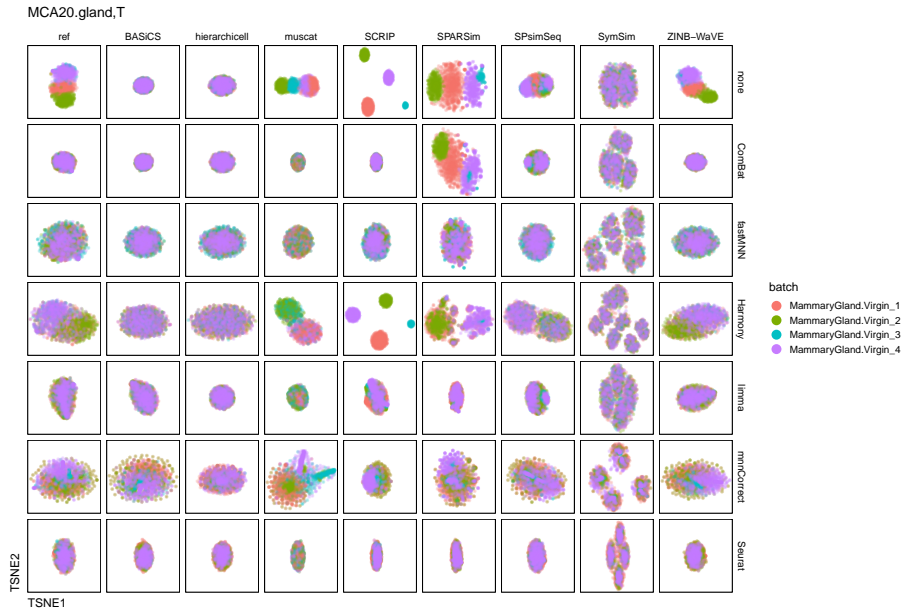 MCA20.gland,T
ref BASiCS hierarchicell muscat SCRIP SPARSim SPsimSeq SymSim ZINB−WaVE
none
ComBat
fastMNN
Harmony
limma
mnnCorrect
Seurat
batch
MammaryGland.Virgin_1
MammaryGland.Virgin_2
MammaryGland.Virgin_3
MammaryGland.Virgin_4
TSNE2
TSNE1